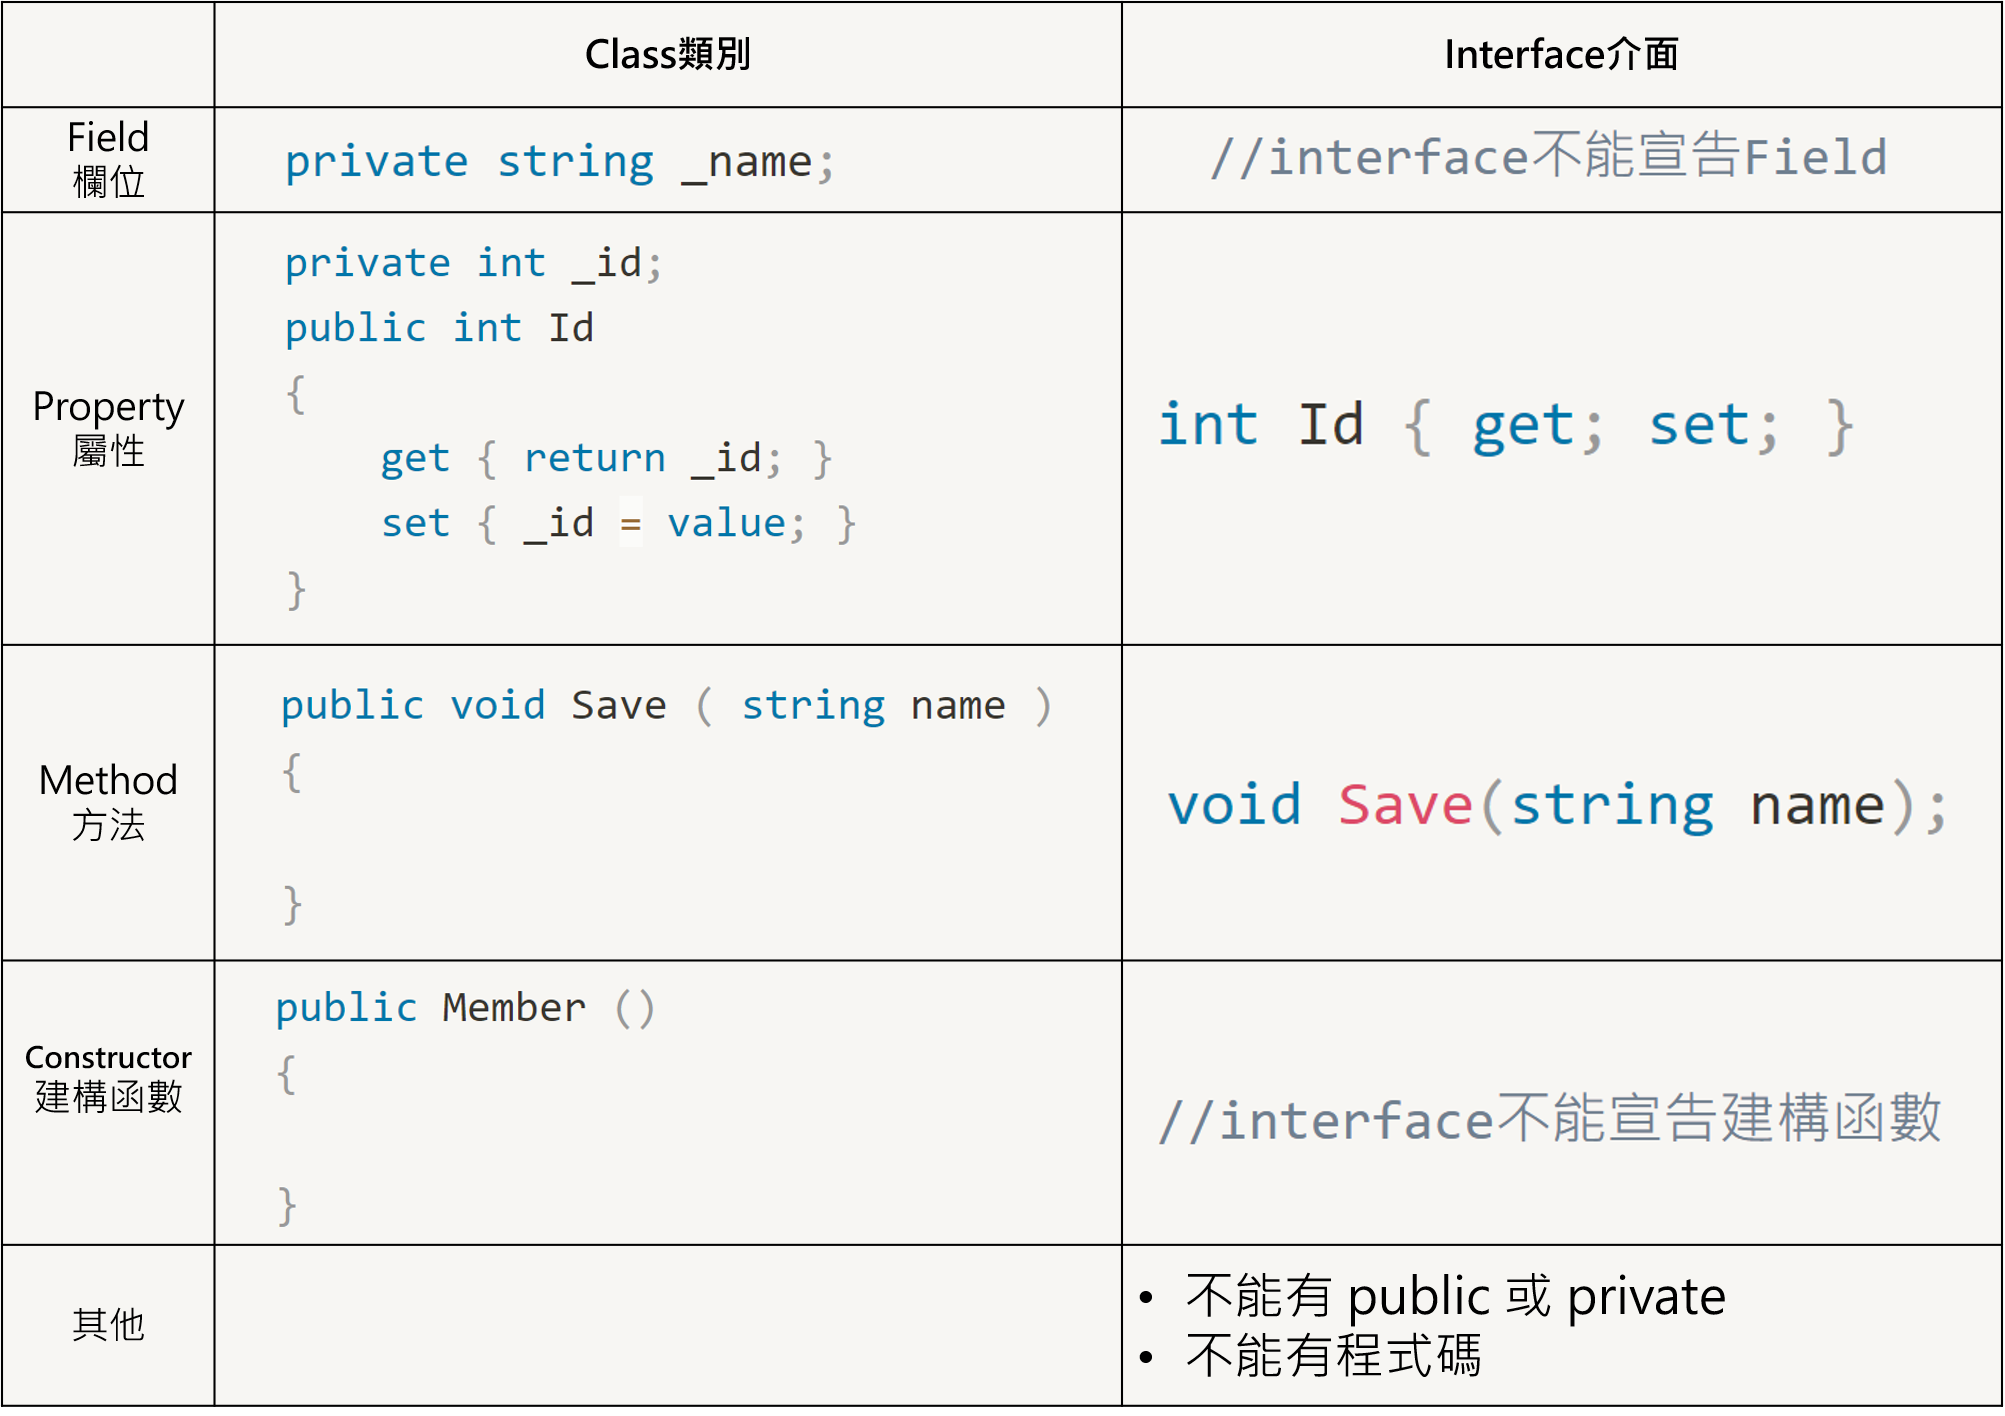 Class類別
Interface介面
Field
欄位
private string _name;
//interface不能宣告Field
Property
屬性
private int _id;
public int Id
{
get { return _id; }
set { _id = value; }
}
int Id { get; set; }
Method
方法
public void Save ( string name )
{
}
void Save(string name);
Constructor
建構函數
public Member ()
{
}
//interface不能宣告建構函數
其他
• 不能有 public 或 private
• 不能有程式碼